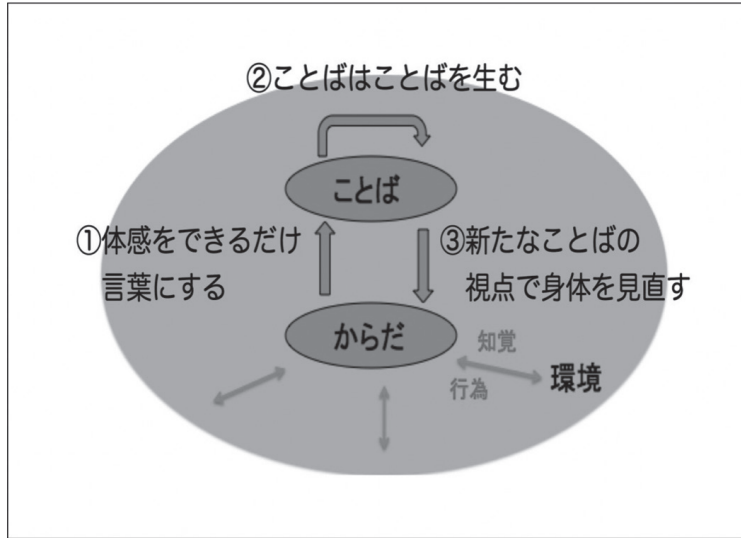 ②ことばはことばを生む
ことば
①体感をできるだけ
言葉にする
③新たなことばの
視点で身体を見直す
からだ
知覚
行為
環境